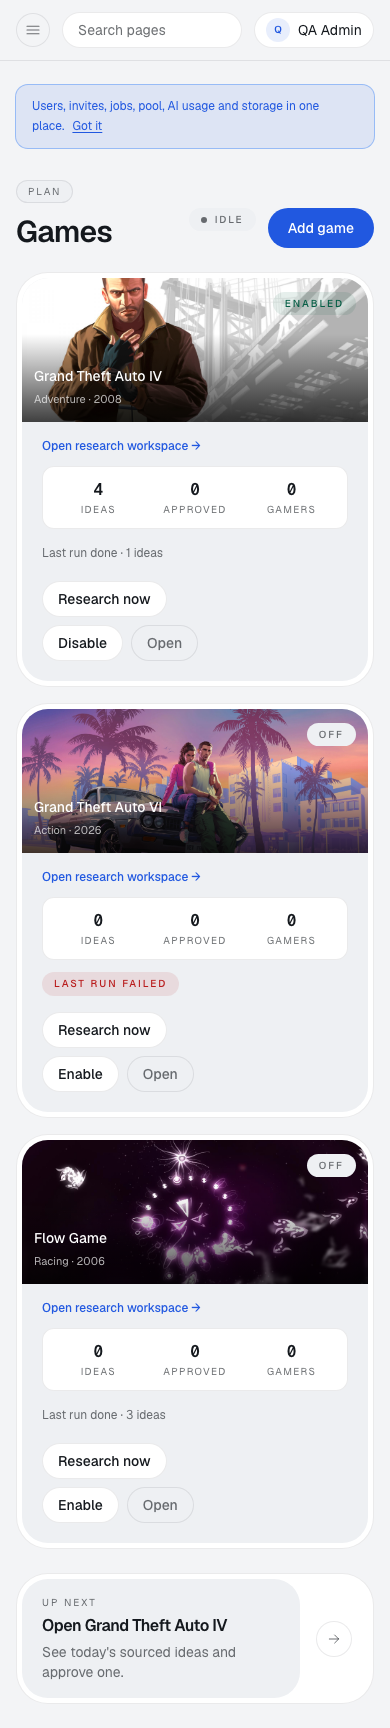 Search pages
Q
QA Admin
Users, invites, jobs, pool, AI usage and storage in one
place. Got it
PLAN
Games
IDLE
Add game
ENABLED
Grand Theft Auto IV
Adventure · 2008
Open research workspace →
4 0 0
IDEAS APPROVED GAMERS
Last run done · 1 ideas
Research now
Disable Open
OFF
Grand Theft Auto VI
Action · 2026
Open research workspace →
0 0 0
IDEAS APPROVED GAMERS
LAST RUN FAILED
Research now
Enable Open
OFF
Flow Game
Racing · 2006
Open research workspace →
0 0 0
IDEAS APPROVED GAMERS
Last run done · 3 ideas
Research now
Enable Open
UP NEXT
Open Grand Theft Auto IV
See today's sourced ideas and
approve one.
→